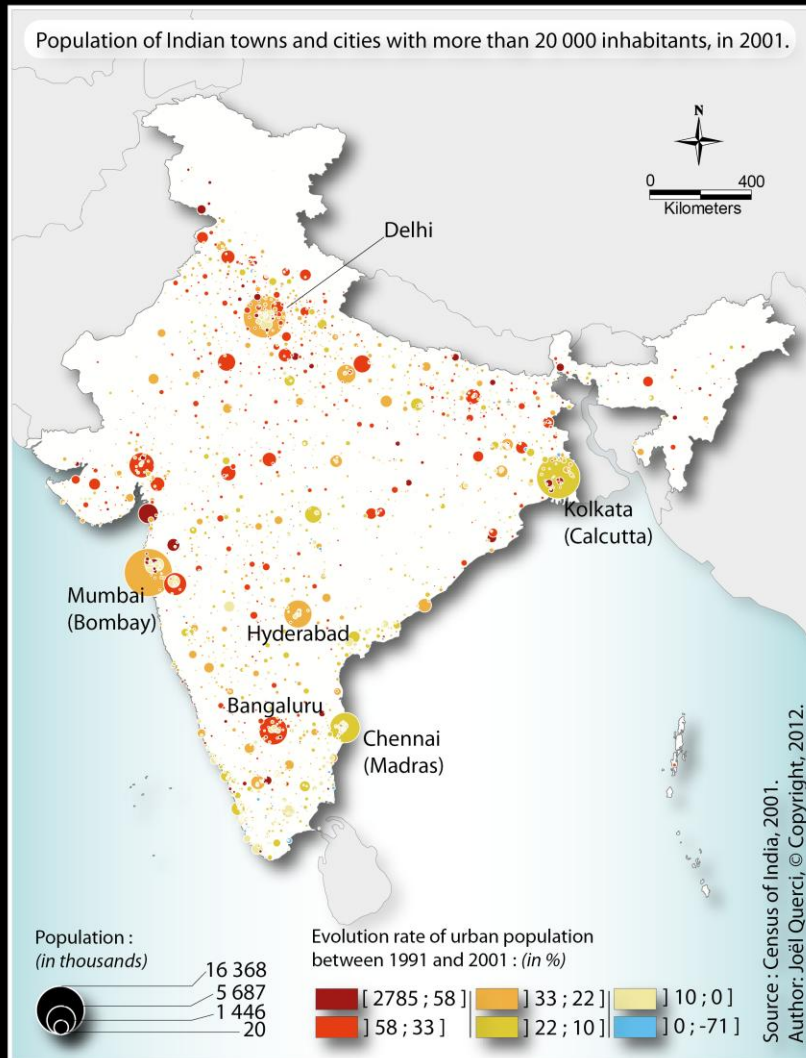 Population of Indian towns and cities with more than 20 000 inhabitants, in 2001.
N
0 400
Kilometers
Delhi
Kolkata
(Calcutta)
Mumbai
(Bombay)
Hyderabad
Bangaluru
Chennai
(Madras)
Population :
(in thousands)
16 368
5 687
1 446
20
Evolution rate of urban population
between 1991 and 2001 : (in %)
[ 2785 ; 58 ] ] 33 ; 22 ] ] 10 ; 0 ]
] 58 ; 33 ] ] 22 ; 10 ] ] 0 ; -71 ]
Source : Census of India, 2001.
Author: Joël Querci, © Copyright, 2012.